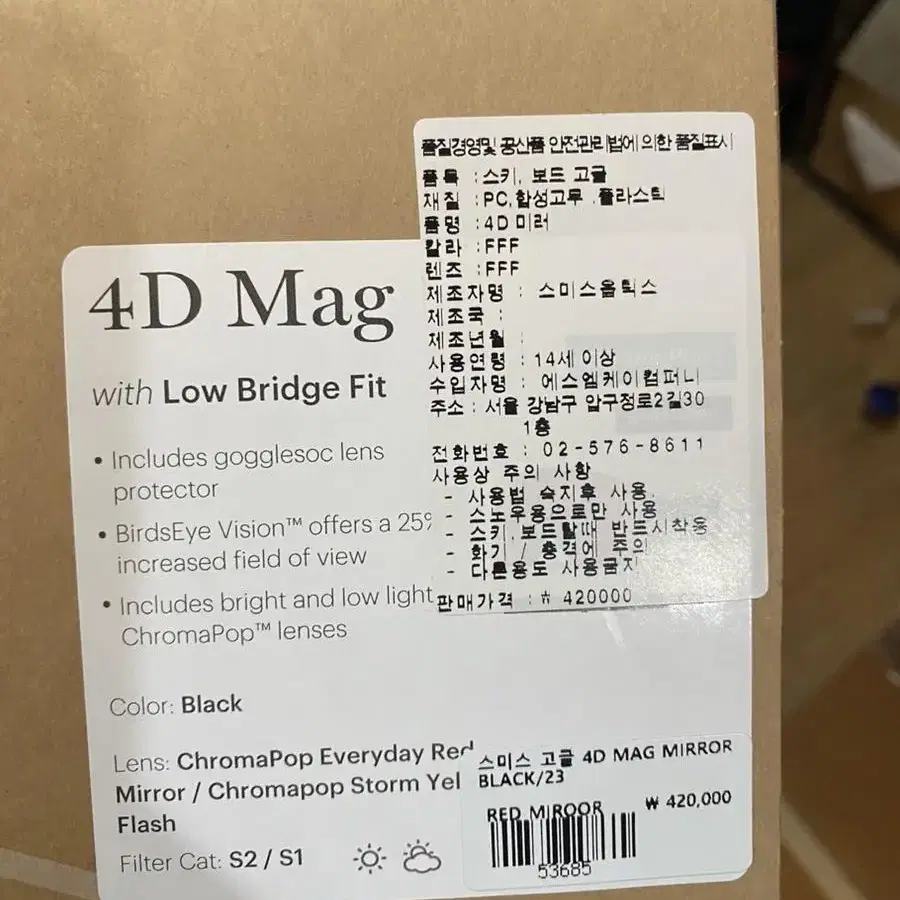 품질경영및 공산품 안전관리법에 의한 품질표시
품목 : 스키, 보드 고글
재질 : PC,합성고무 .플라스틱
품명 : 4D 미러
칼라 : FFF
렌즈 : FFF
제조자명 : 스미스옵틱스
제조국 :
제조년월 :
사용연령 : 14세 이상
수입자명 : 에스엘케이컴퍼니
주소 : 서울 강남구 압구정로2길30
1층
전화번호 : 02-576-8611
사용상 주의 사항
- 사용법 숙지후 사용.
- 스노우용으로만 사용
- 스키,보드탈때 반드시착용
- 화기 / 충격에 주의
- 다른용도 사용금지
판매가격 : ₩ 420000
4D Mag
with Low Bridge Fit
• Includes gogglesoc lens
protector
• BirdsEye Vision™ offers a 25%
increased field of view
• Includes bright and low light
ChromaPop™ lenses
Color: Black
Lens: ChromaPop Everyday Red
Mirror / Chromapop Storm Yel
Flash
Filter Cat: S2 / S1
스미스 고글 4D MAG MIRROR
BLACK/23
RED MIROOR ₩ 420,000
53685